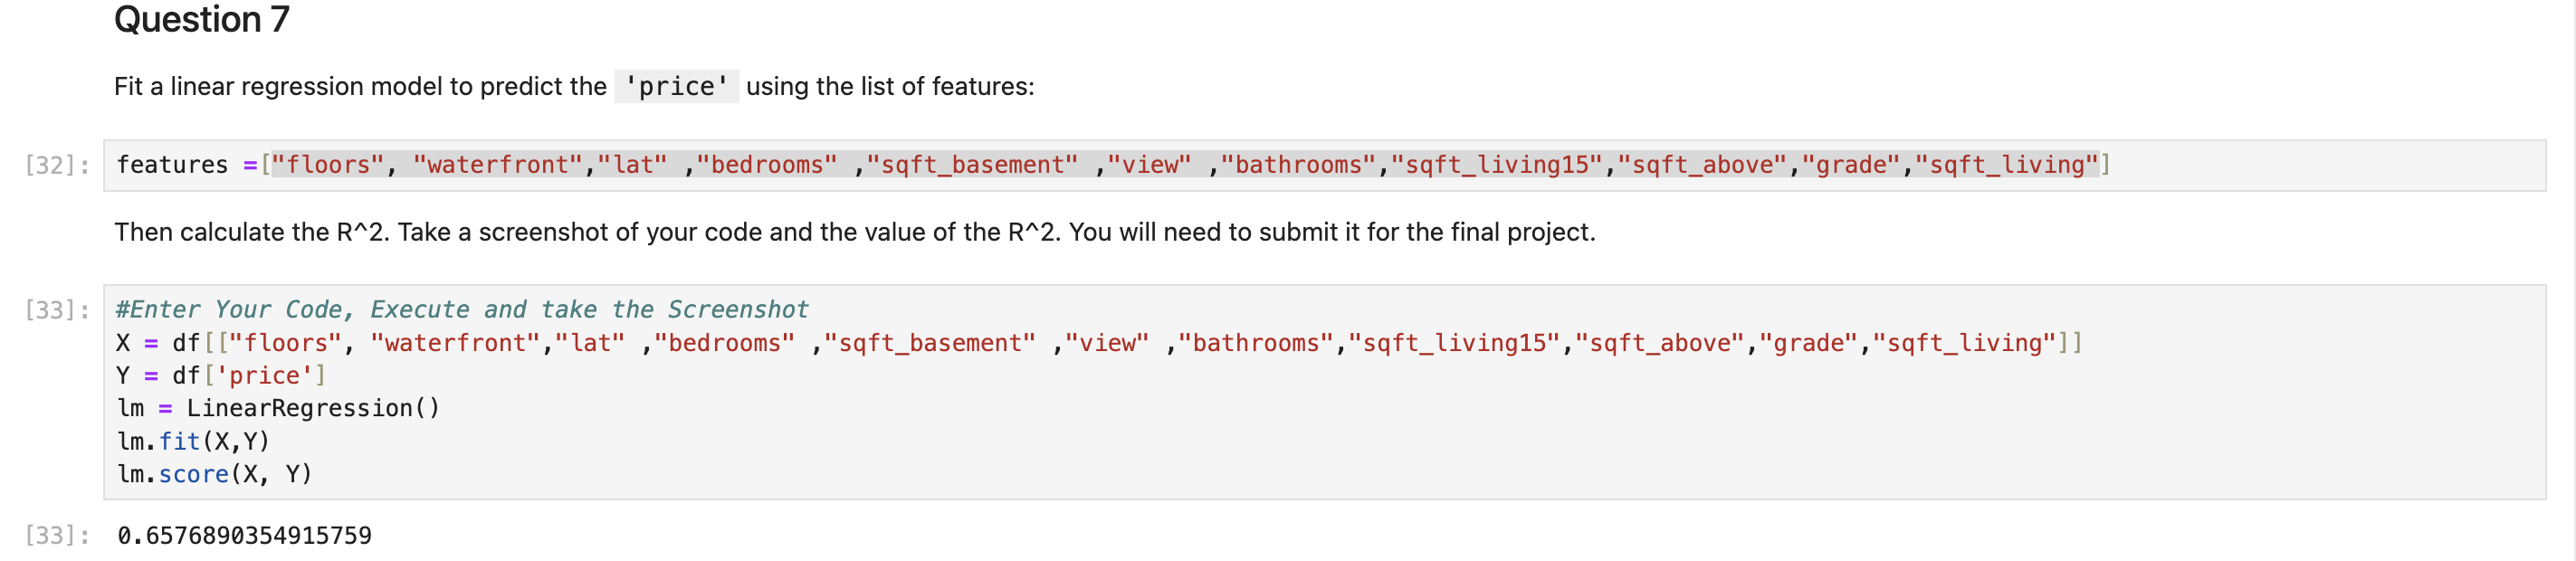 Question 7
Fit a linear regression model to predict the 'price' using the list of features:
[32]: features =["floors", "waterfront","lat" ,"bedrooms" ,"sqft_basement" ,"view" ,"bathrooms","sqft_living15","sqft_above","grade","sqft_living"]
Then calculate the R^2. Take a screenshot of your code and the value of the R^2. You will need to submit it for the final project.
[33]: #Enter Your Code, Execute and take the Screenshot
X = df[["floors", "waterfront","lat" ,"bedrooms" ,"sqft_basement" ,"view" ,"bathrooms","sqft_living15","sqft_above","grade","sqft_living"]]
Y = df['price']
lm = LinearRegression()
lm.fit(X,Y)
lm.score(X, Y)
[33]: 0.6576890354915759